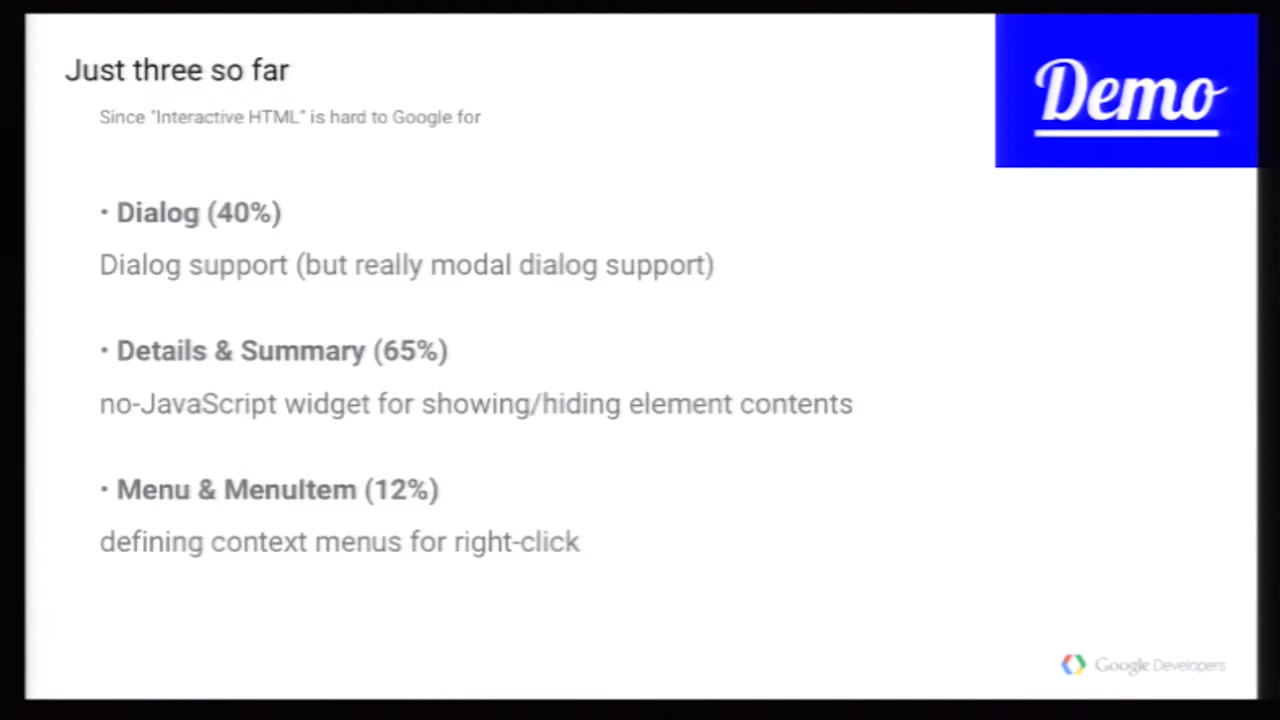 Just three so far
Demo
Since "Interactive HTML" is hard to Google for
• Dialog (40%)
Dialog support (but really modal dialog support)
• Details & Summary (65%)
no-JavaScript widget for showing/hiding element contents
• Menu & MenuItem (12%)
defining context menus for right-click
Google Developers